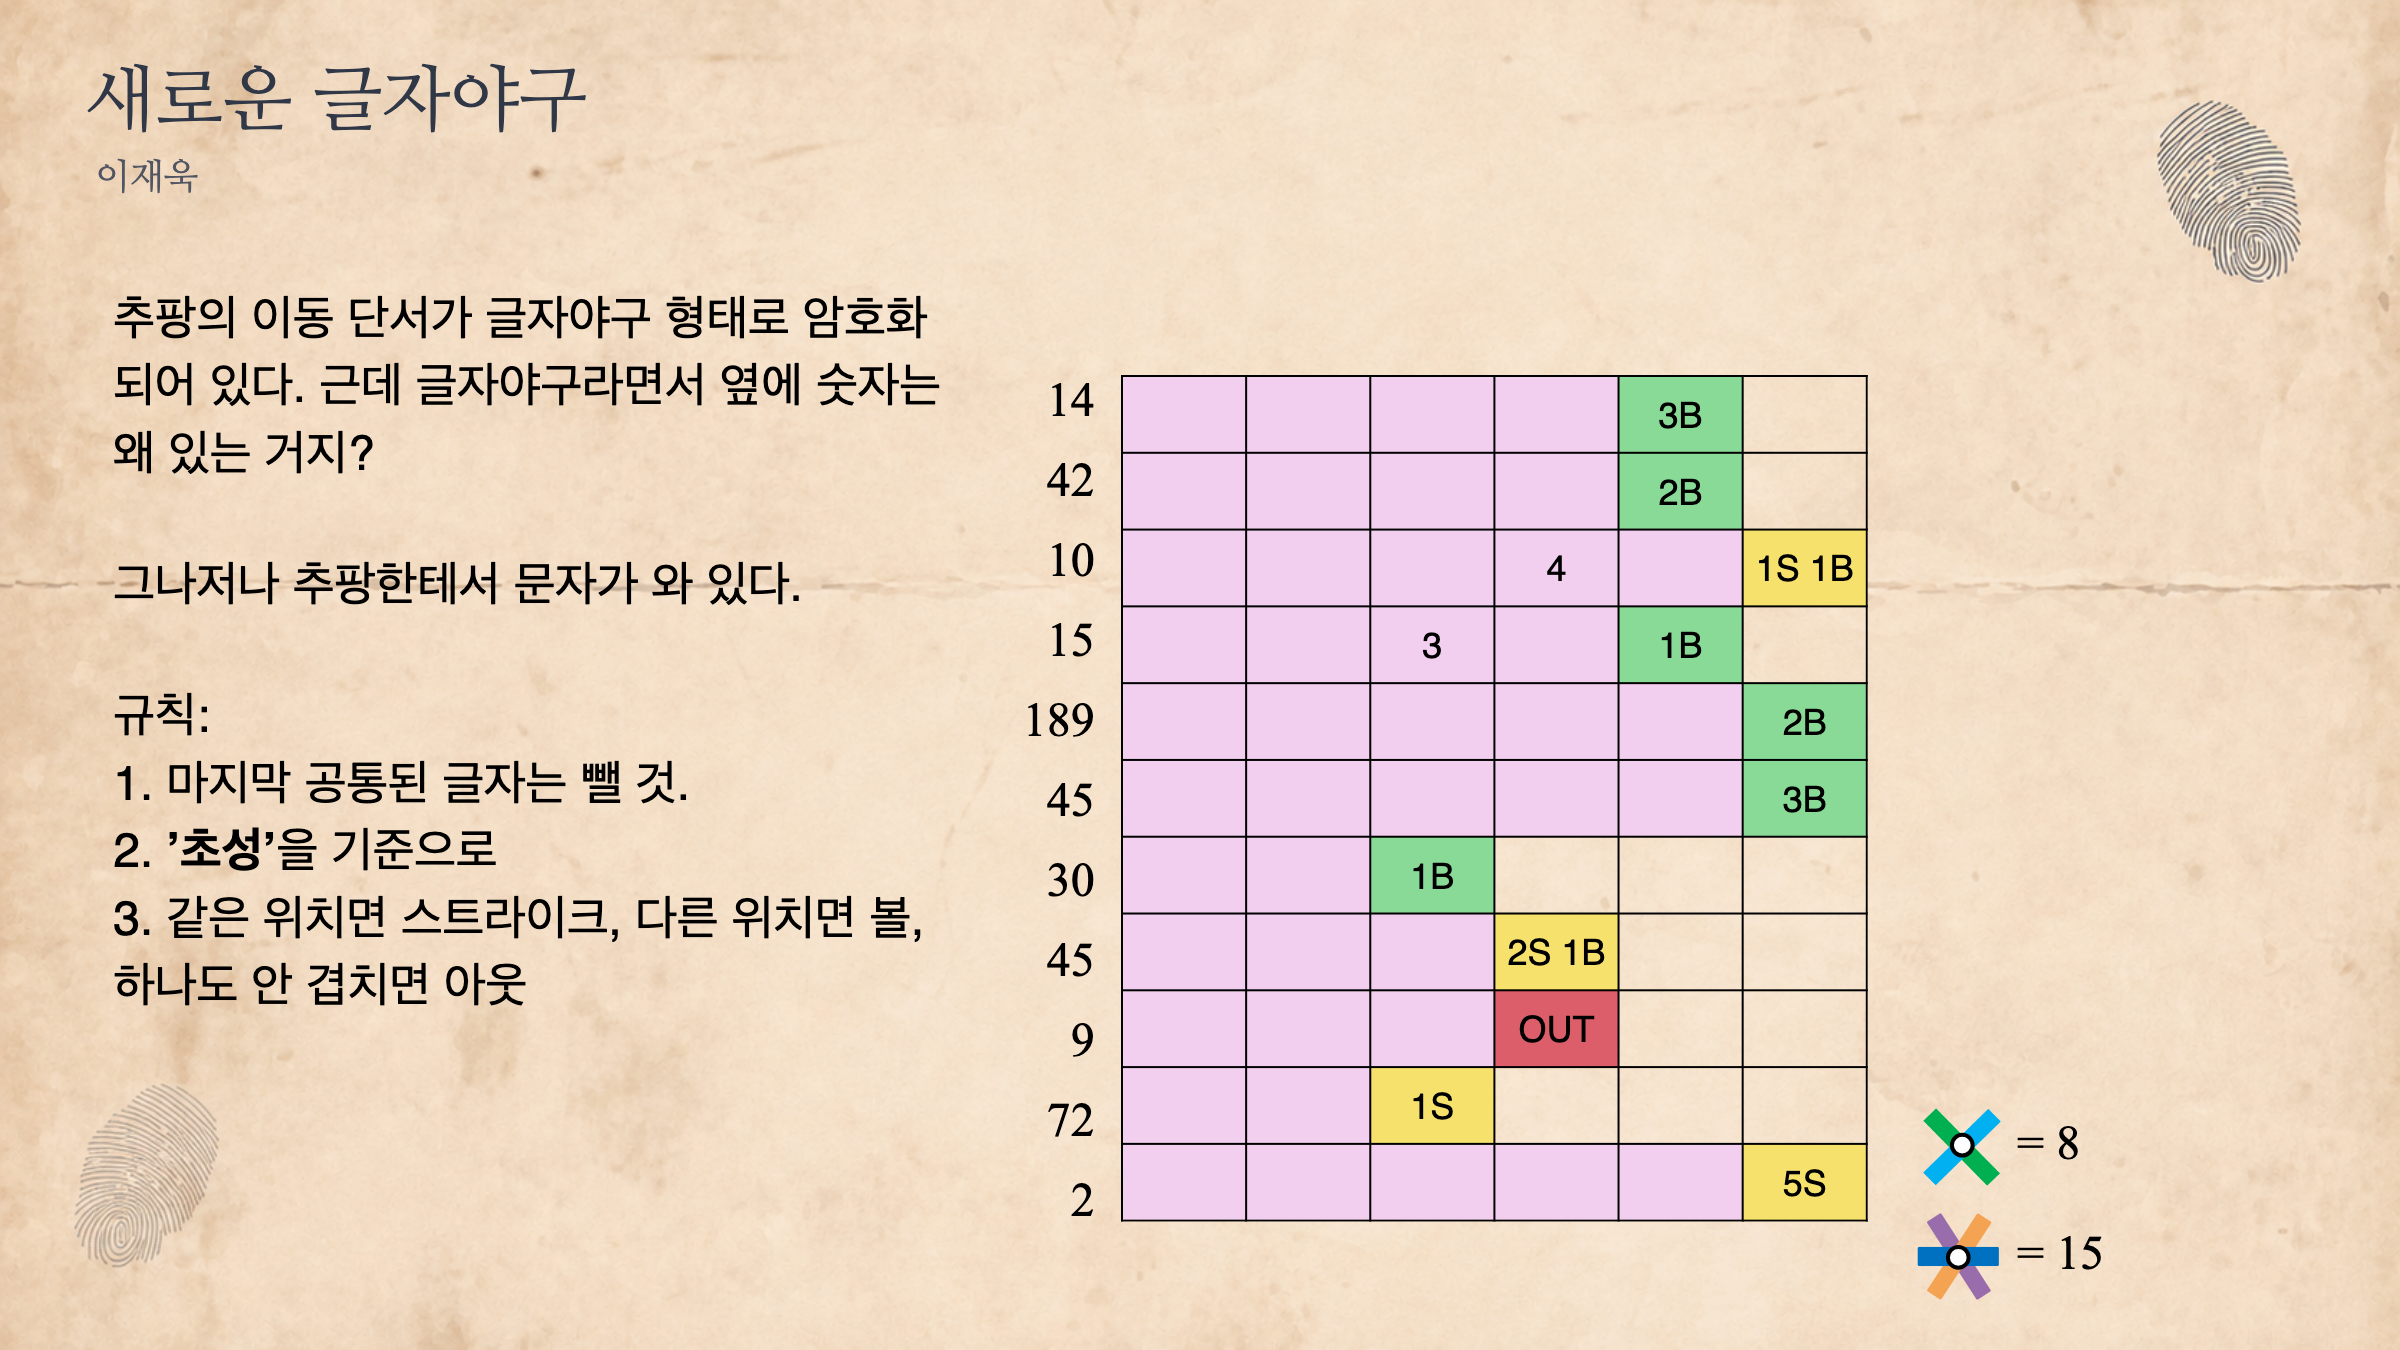 새로운 글자야구
이재욱
추팡의 이동 단서가 글자야구 형태로 암호화
되어 있다. 근데 글자야구라면서 옆에 숫자는
왜 있는 거지?
그나저나 추팡한테서 문자가 와 있다.
규칙:
1. 마지막 공통된 글자는 뺄 것.
2. ’초성’을 기준으로
3. 같은 위치면 스트라이크, 다른 위치면 볼,
하나도 안 겹치면 아웃
14 3B
42 2B
10 4 1S 1B
15 3 1B
189 2B
45 3B
30 1B
45 2S 1B
9 OUT
72 1S
2 5S
= 8
= 15